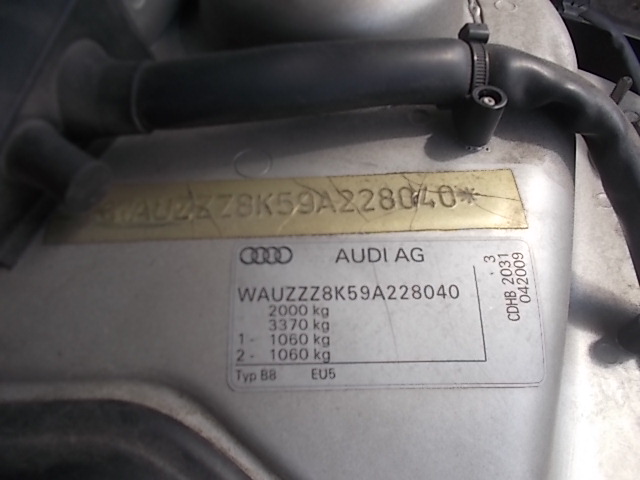 *WAUZZZ8K59A228040*
AUDI AG
WAUZZZ8K59A228040
2000 kg
3370 kg
1- 1060 kg
2- 1060 kg
Typ B8 EU5
.3
CDHB 2031
042009